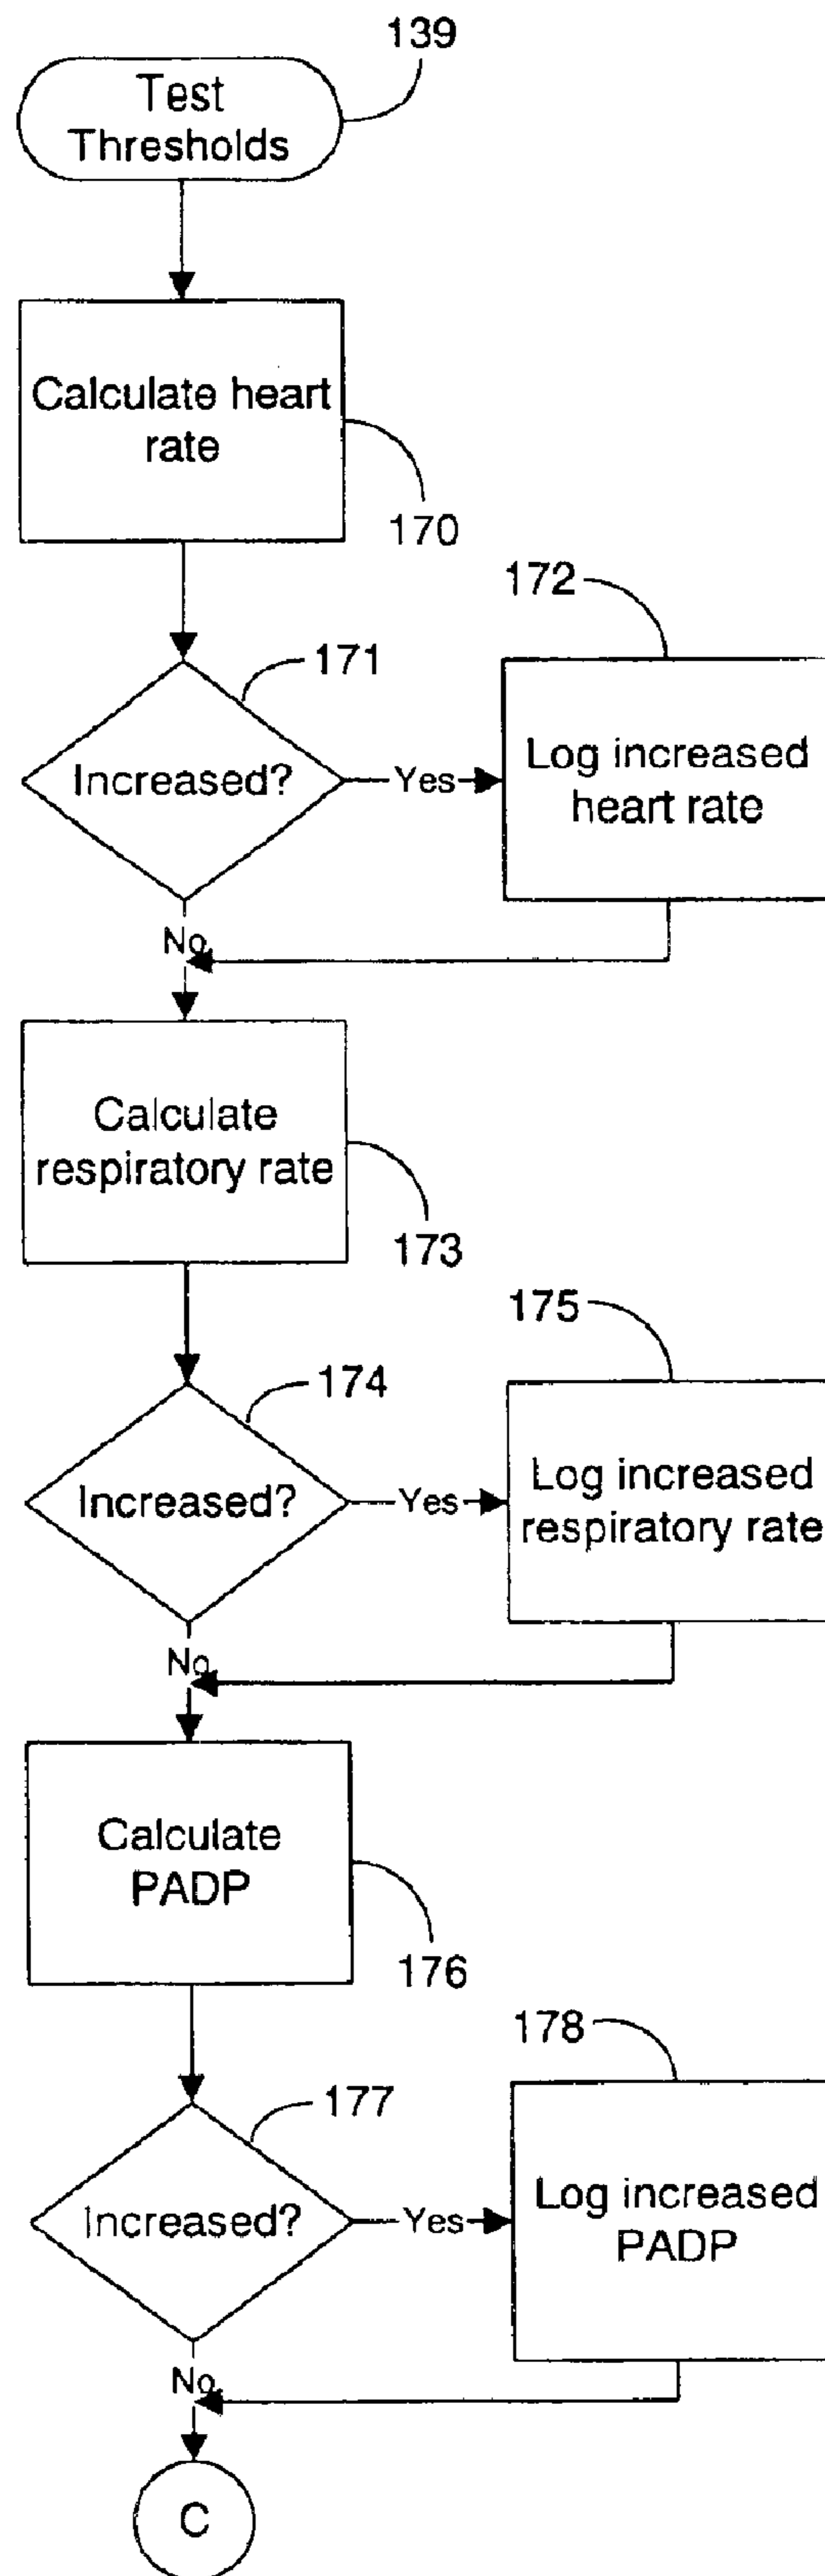 139
Test
Thresholds
Calculate heart
rate
170
172
171
Increased?
Yes
Log increased
heart rate
No
Calculate
respiratory rate
173
175
174
Increased?
Yes
Log increased
respiratory rate
No
Calculate
PADP
176
178
177
Increased?
Yes
Log increased
PADP
No
C